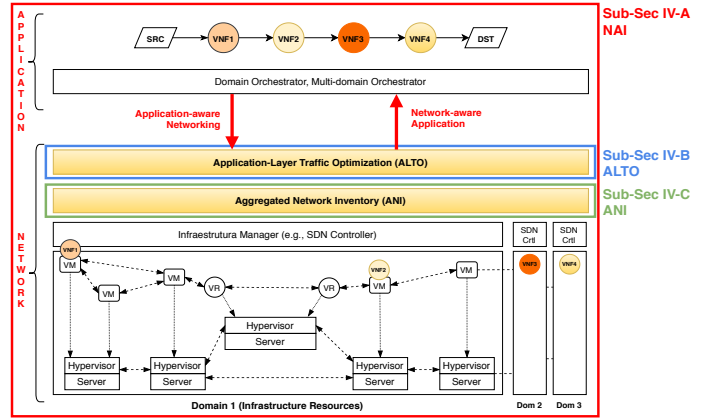 Sub-Sec IV-A
NAI
APPLICATION
SRC
VNF1
VNF2
VNF3
VNF4
DST
Domain Orchestrator, Multi-domain Orchestrator
Application-aware
Networking
Network-aware
Application
Sub-Sec IV-B
ALTO
Application-Layer Traffic Optimization (ALTO)
Sub-Sec IV-C
ANI
Aggregated Network Inventory (ANI)
NETWORK
Infraestrutura Manager (e.g., SDN Controller)
SDN
Crtl
SDN
Crtl
VNF1
VM
VM
VM
VR
VR
VNF2
VM
VM
VNF3
VNF4
Hypervisor
Server
Hypervisor
Server
Hypervisor
Server
Hypervisor
Server
Hypervisor
Server
Domain 1 (Infrastructure Resources)
Dom 2
Dom 3